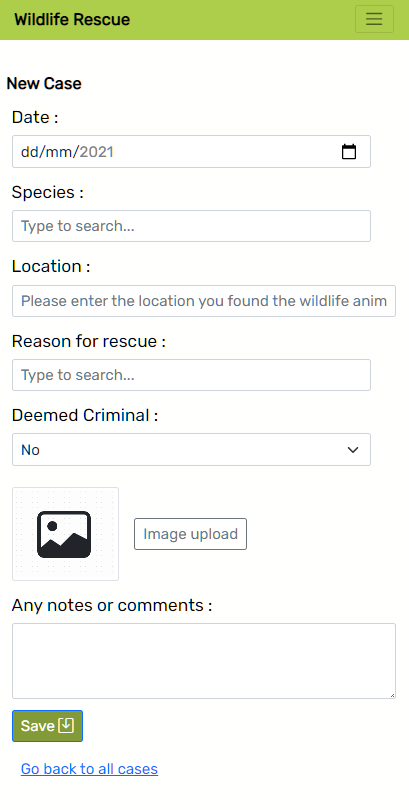 Wildlife Rescue
New Case
Date :
dd/mm/2021
Species :
Type to search...
Location :
Please enter the location you found the wildlife anim
Reason for rescue :
Type to search...
Deemed Criminal :
No
Image upload
Any notes or comments :
Save
Go back to all cases